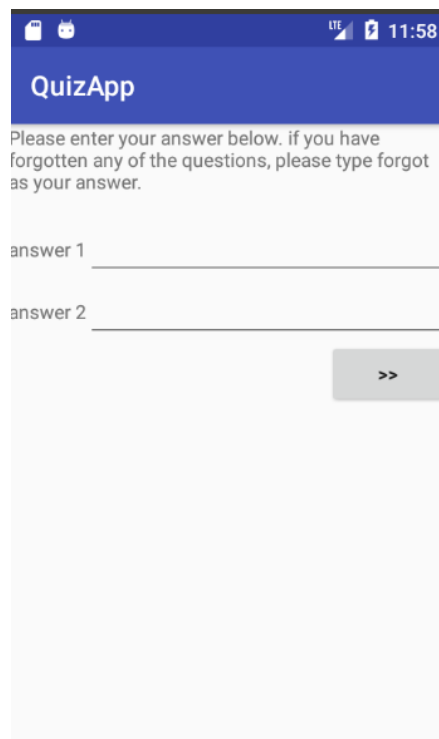 LTE 11:58
QuizApp
Please enter your answer below. if you have
forgotten any of the questions, please type forgot
as your answer.
answer 1
answer 2
>>